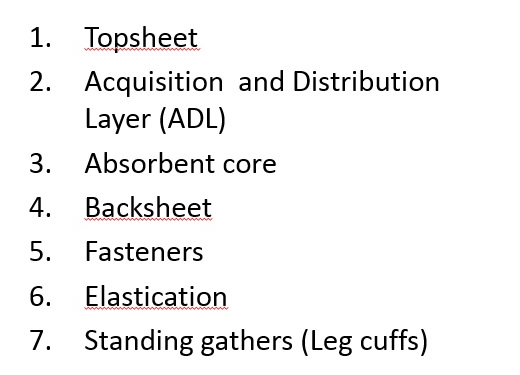 1. Topsheet
2. Acquisition  and Distribution
Layer (ADL)
3. Absorbent core
4. Backsheet
5. Fasteners
6. Elastication
7. Standing gathers (Leg cuffs)